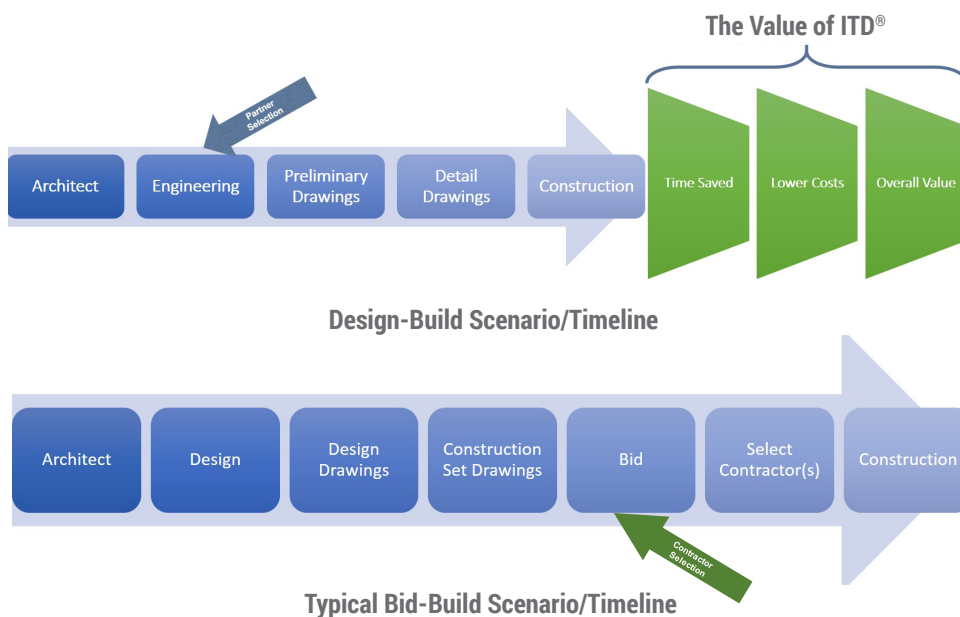 The Value of ITD®
Partner
Selection
Architect
Engineering
Preliminary
Drawings
Detail
Drawings
Construction
Time Saved
Lower Costs
Overall Value
Design-Build Scenario/Timeline
Architect
Design
Design
Drawings
Construction
Set Drawings
Bid
Select
Contractor(s)
Construction
Contractor
Selection
Typical Bid-Build Scenario/Timeline